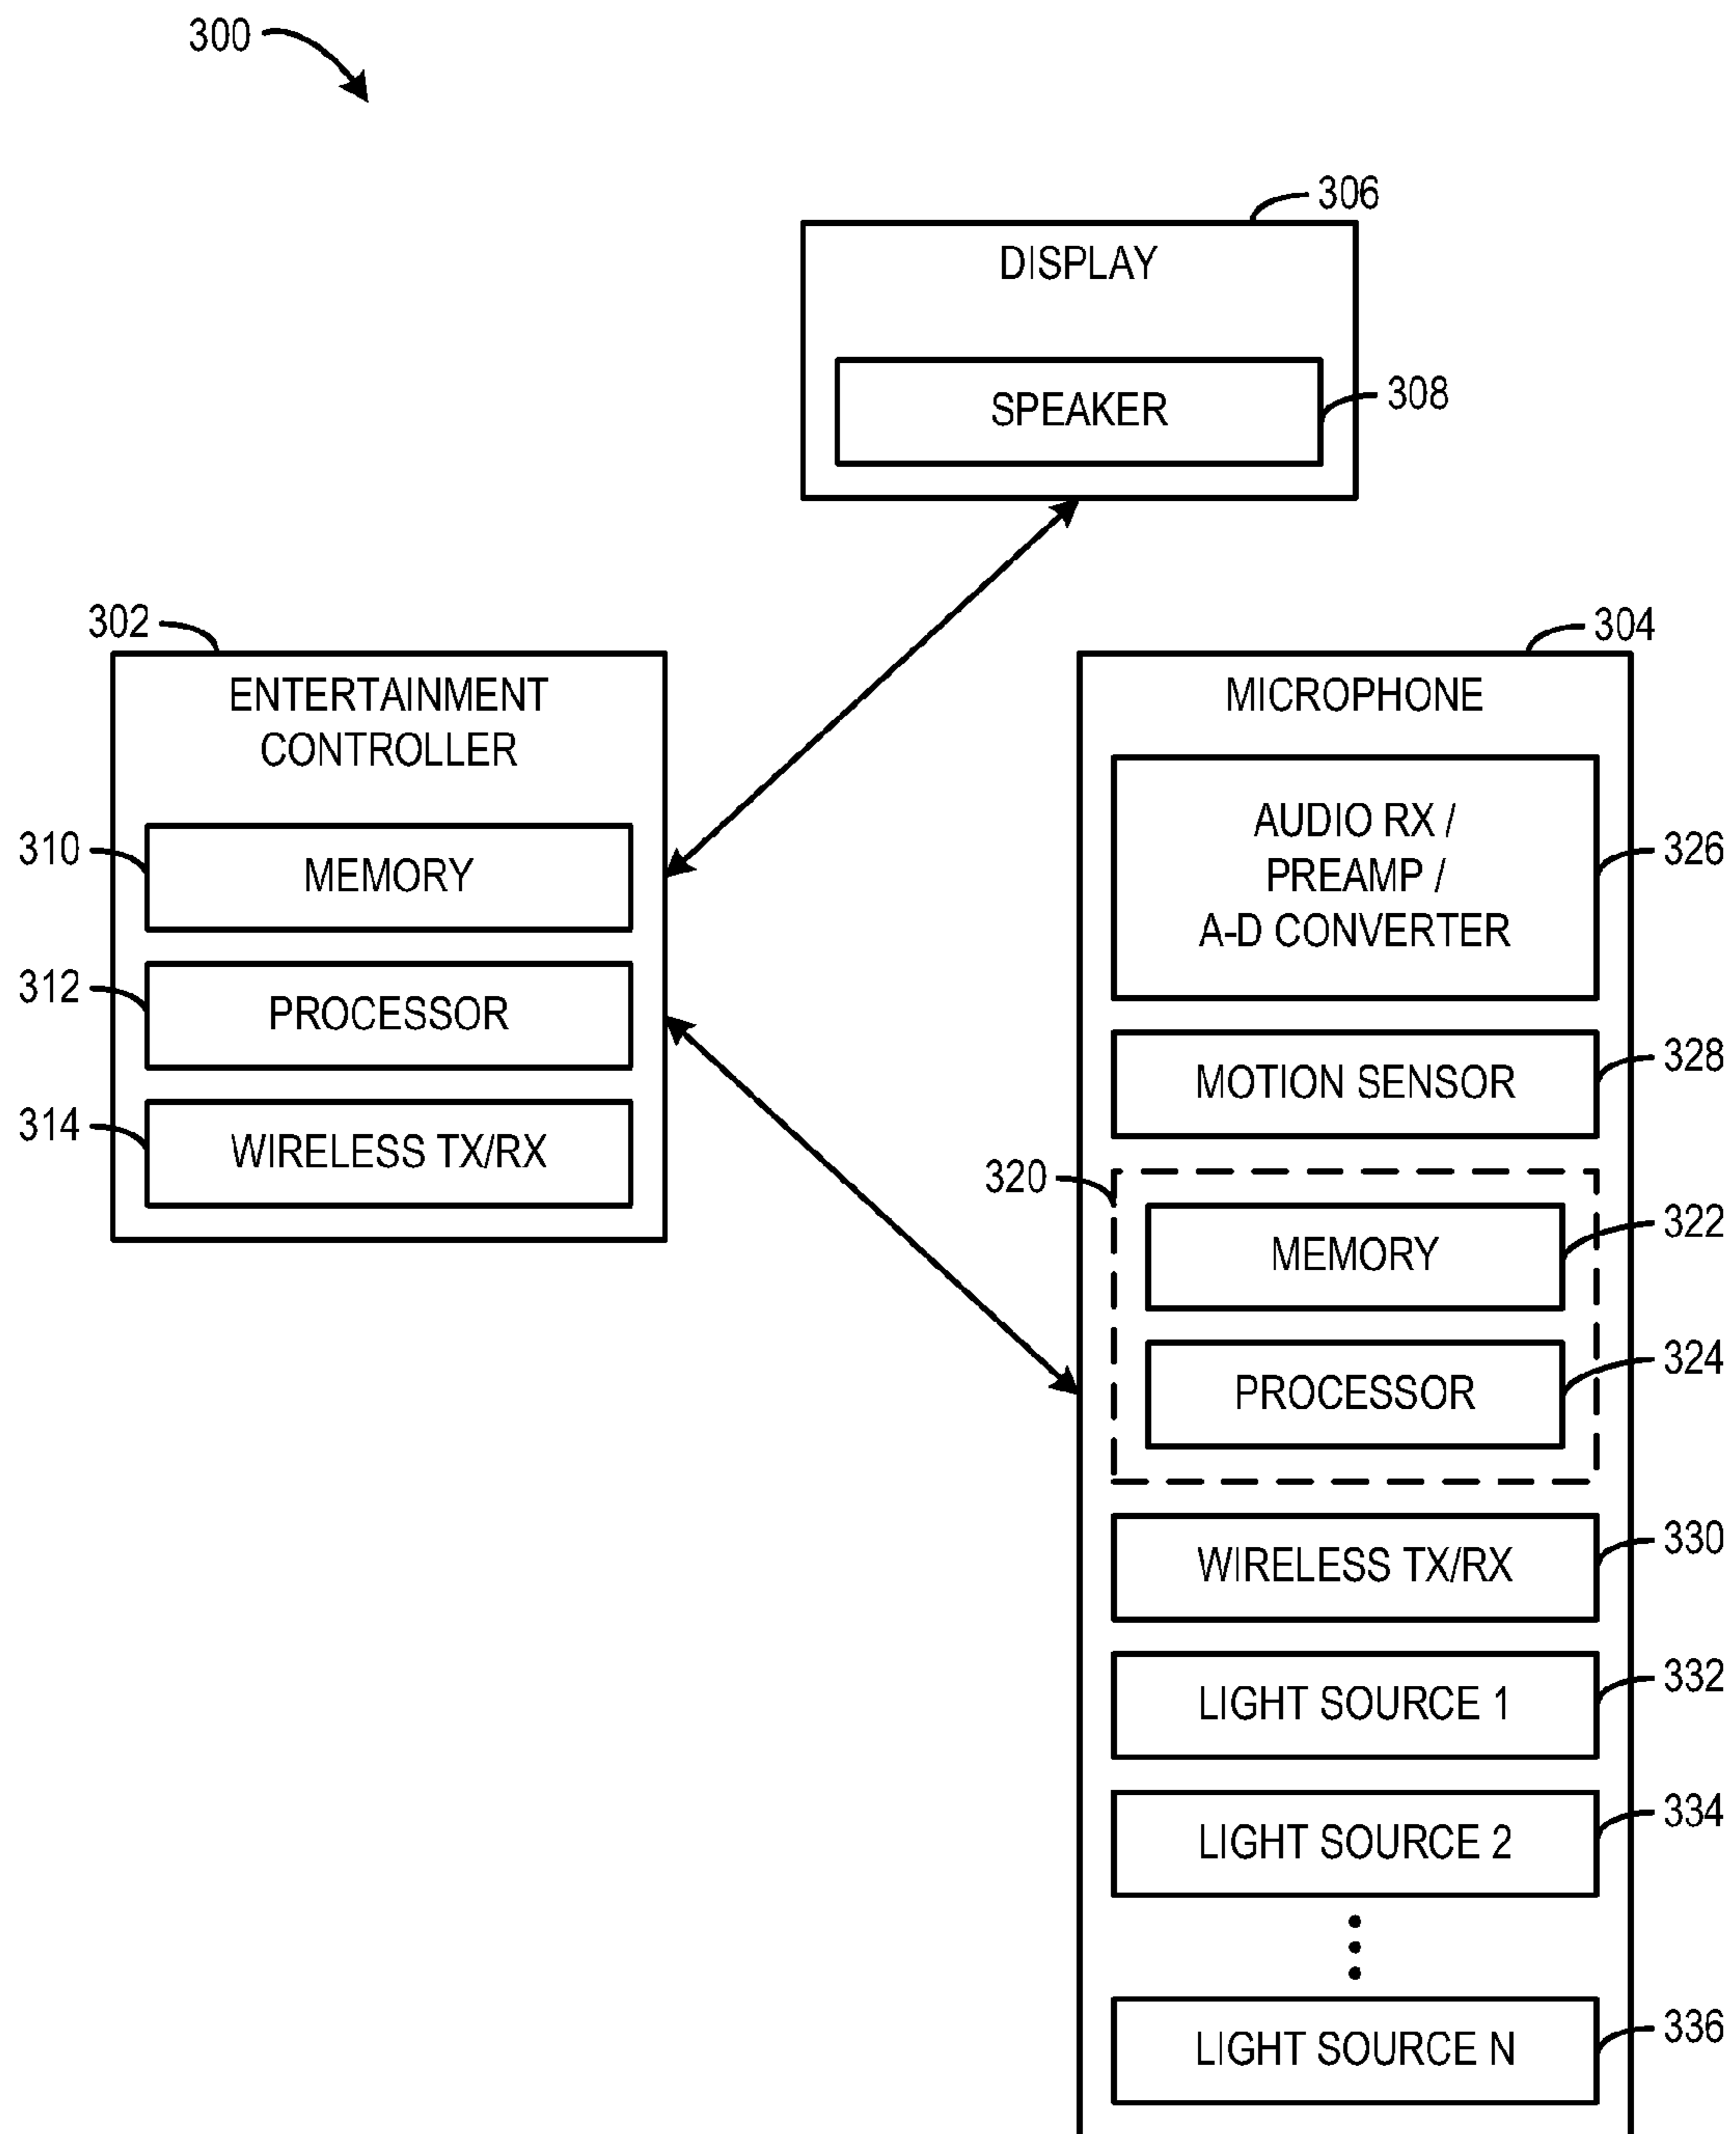 300
306
DISPLAY
SPEAKER
308
302
ENTERTAINMENT
CONTROLLER
310
MEMORY
312
PROCESSOR
314
WIRELESS TX/RX
304
MICROPHONE
AUDIO RX /
PREAMP /
A-D CONVERTER
326
MOTION SENSOR
328
320
MEMORY
322
PROCESSOR
324
WIRELESS TX/RX
330
LIGHT SOURCE 1
332
LIGHT SOURCE 2
334
LIGHT SOURCE N
336